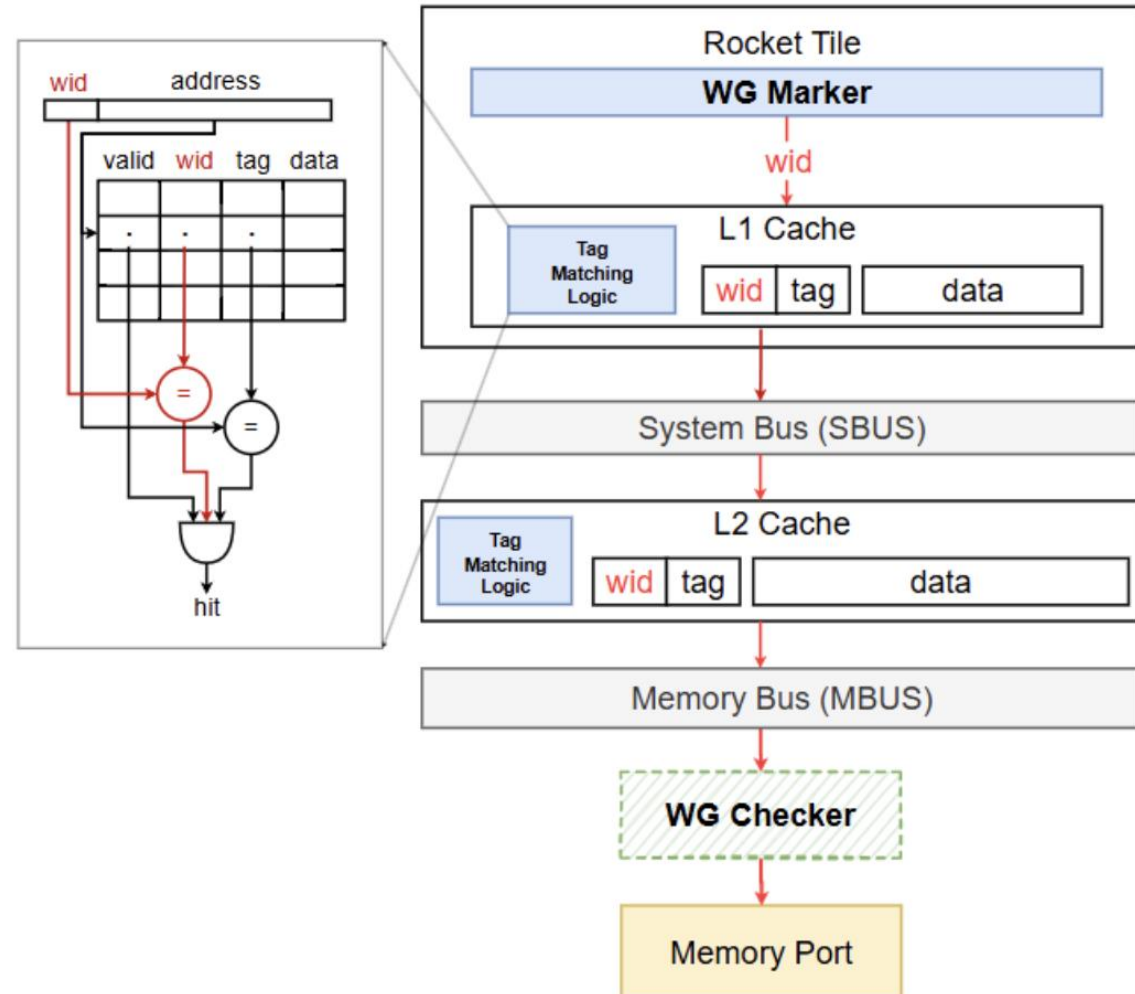 wid address
valid wid tag data
=
=
hit
Rocket Tile
WG Marker
wid
L1 Cache
Tag
Matching
Logic
wid tag data
System Bus (SBUS)
L2 Cache
Tag
Matching
Logic
wid tag data
Memory Bus (MBUS)
WG Checker
Memory Port